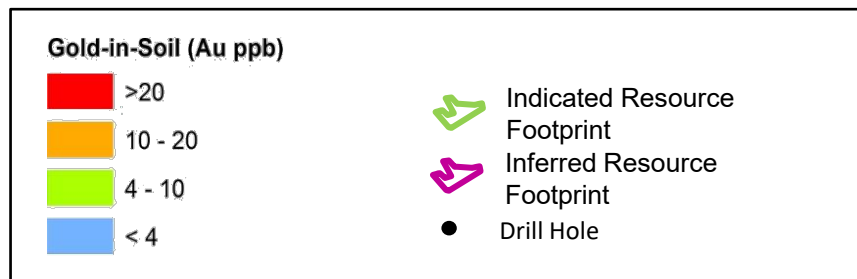 Gold-in-Soil (Au ppb)
>20
10 - 20
4 - 10
< 4
Indicated Resource
Footprint
Inferred Resource
Footprint
Drill Hole